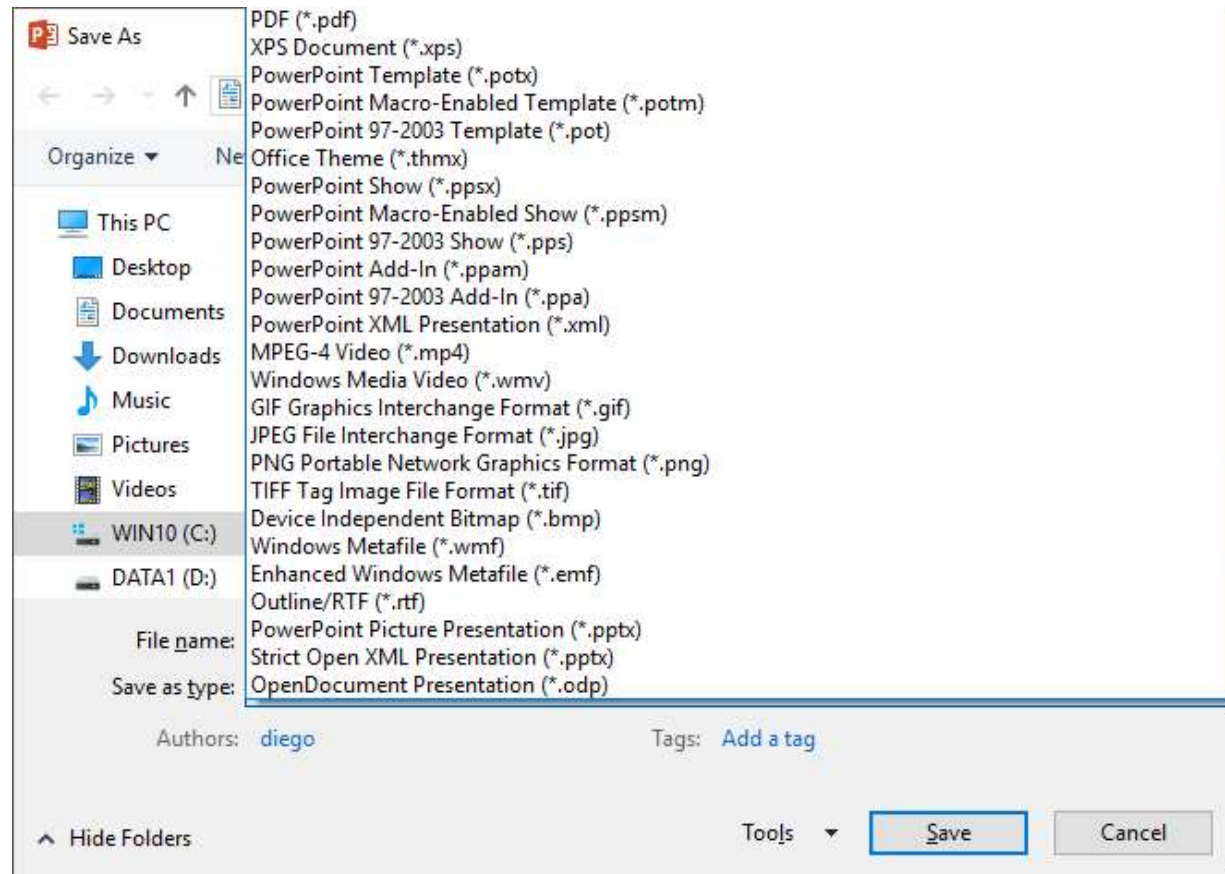 Save As
PDF (*.pdf)
XPS Document (*.xps)
PowerPoint Template (*.potx)
PowerPoint Macro-Enabled Template (*.potm)
PowerPoint 97-2003 Template (*.pot)
Office Theme (*.thmx)
PowerPoint Show (*.ppsx)
PowerPoint Macro-Enabled Show (*.ppsm)
PowerPoint 97-2003 Show (*.pps)
PowerPoint Add-In (*.ppam)
PowerPoint 97-2003 Add-In (*.ppa)
PowerPoint XML Presentation (*.xml)
MPEG-4 Video (*.mp4)
Windows Media Video (*.wmv)
GIF Graphics Interchange Format (*.gif)
JPEG File Interchange Format (*.jpg)
PNG Portable Network Graphics Format (*.png)
TIFF Tag Image File Format (*.tif)
Device Independent Bitmap (*.bmp)
Windows Metafile (*.wmf)
Enhanced Windows Metafile (*.emf)
Outline/RTF (*.rtf)
PowerPoint Picture Presentation (*.pptx)
Strict Open XML Presentation (*.pptx)
OpenDocument Presentation (*.odp)
Organize Ne
This PC
Desktop
Documents
Downloads
Music
Pictures
Videos
WIN10 (C:)
DATA1 (D:)
File name:
Save as type:
Authors: diego Tags: Add a tag
Hide Folders Tools Save Cancel